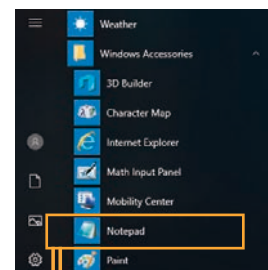 Weather
Windows Accessories
3D Builder
Character Map
Internet Explorer
Math Input Panel
Mobility Center
Notepad
Paint